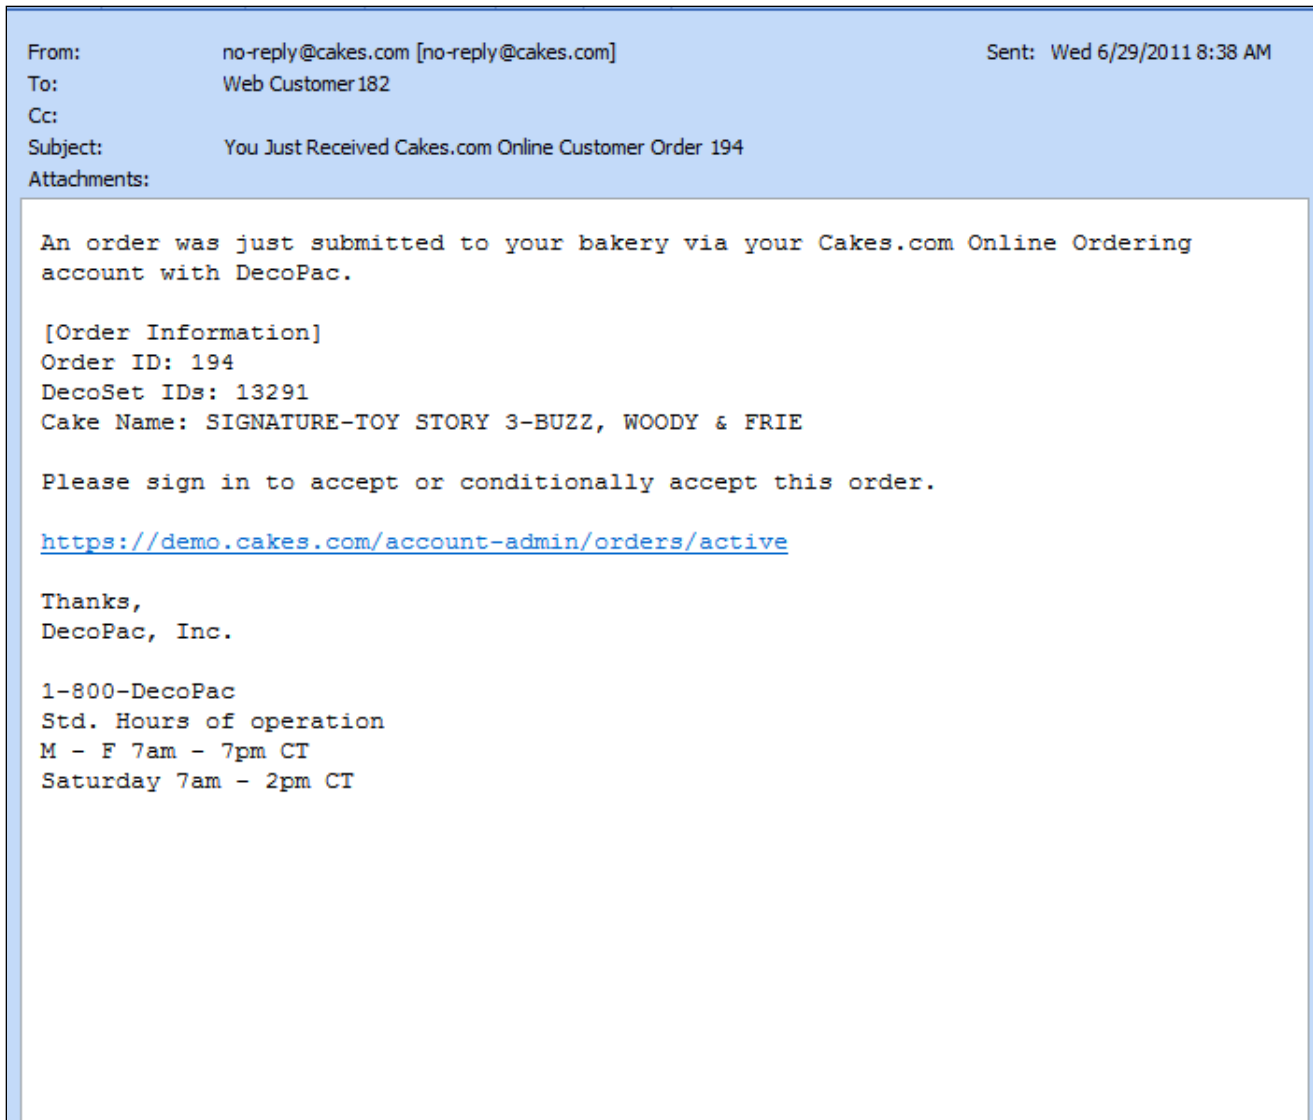 From: no-reply@cakes.com [no-reply@cakes.com] Sent: Wed 6/29/2011 8:38 AM
To: Web Customer182
Cc:
Subject: You Just Received Cakes.com Online Customer Order 194
Attachments:
An order was just submitted to your bakery via your Cakes.com Online Ordering
account with DecoPac.
[Order Information]
Order ID: 194
DecoSet IDs: 13291
Cake Name: SIGNATURE-TOY STORY 3-BUZZ, WOODY & FRIE
Please sign in to accept or conditionally accept this order.
https://demo.cakes.com/account-admin/orders/active
Thanks,
DecoPac, Inc.
1-800-DecoPac
Std. Hours of operation
M - F 7am - 7pm CT
Saturday 7am - 2pm CT